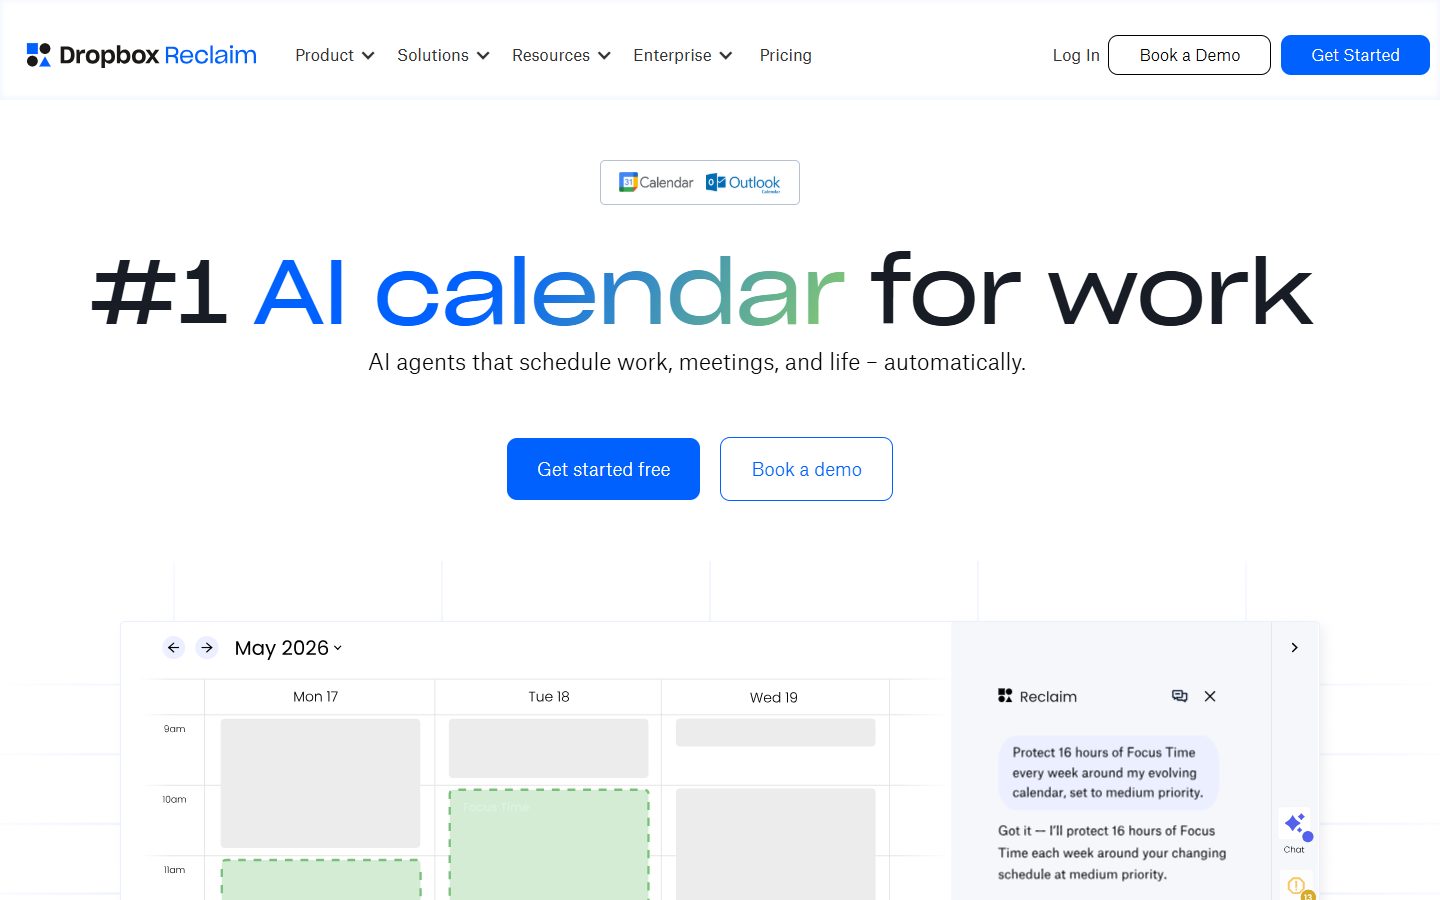 Dropbox Reclaim
Product
Solutions
Resources
Enterprise
Pricing
Log In
Book a Demo
Get Started
31 Calendar
Outlook
Calendar
#1 AI calendar for work
AI agents that schedule work, meetings, and life – automatically.
Get started free
Book a demo
May 2026
Mon 17
Tue 18
Wed 19
9am
10am
11am
Focus Time
Reclaim
Protect 16 hours of Focus Time
every week around my evolving
calendar, set to medium priority.
Got it — I'll protect 16 hours of Focus
Time each week around your changing
schedule at medium priority.
Chat
13